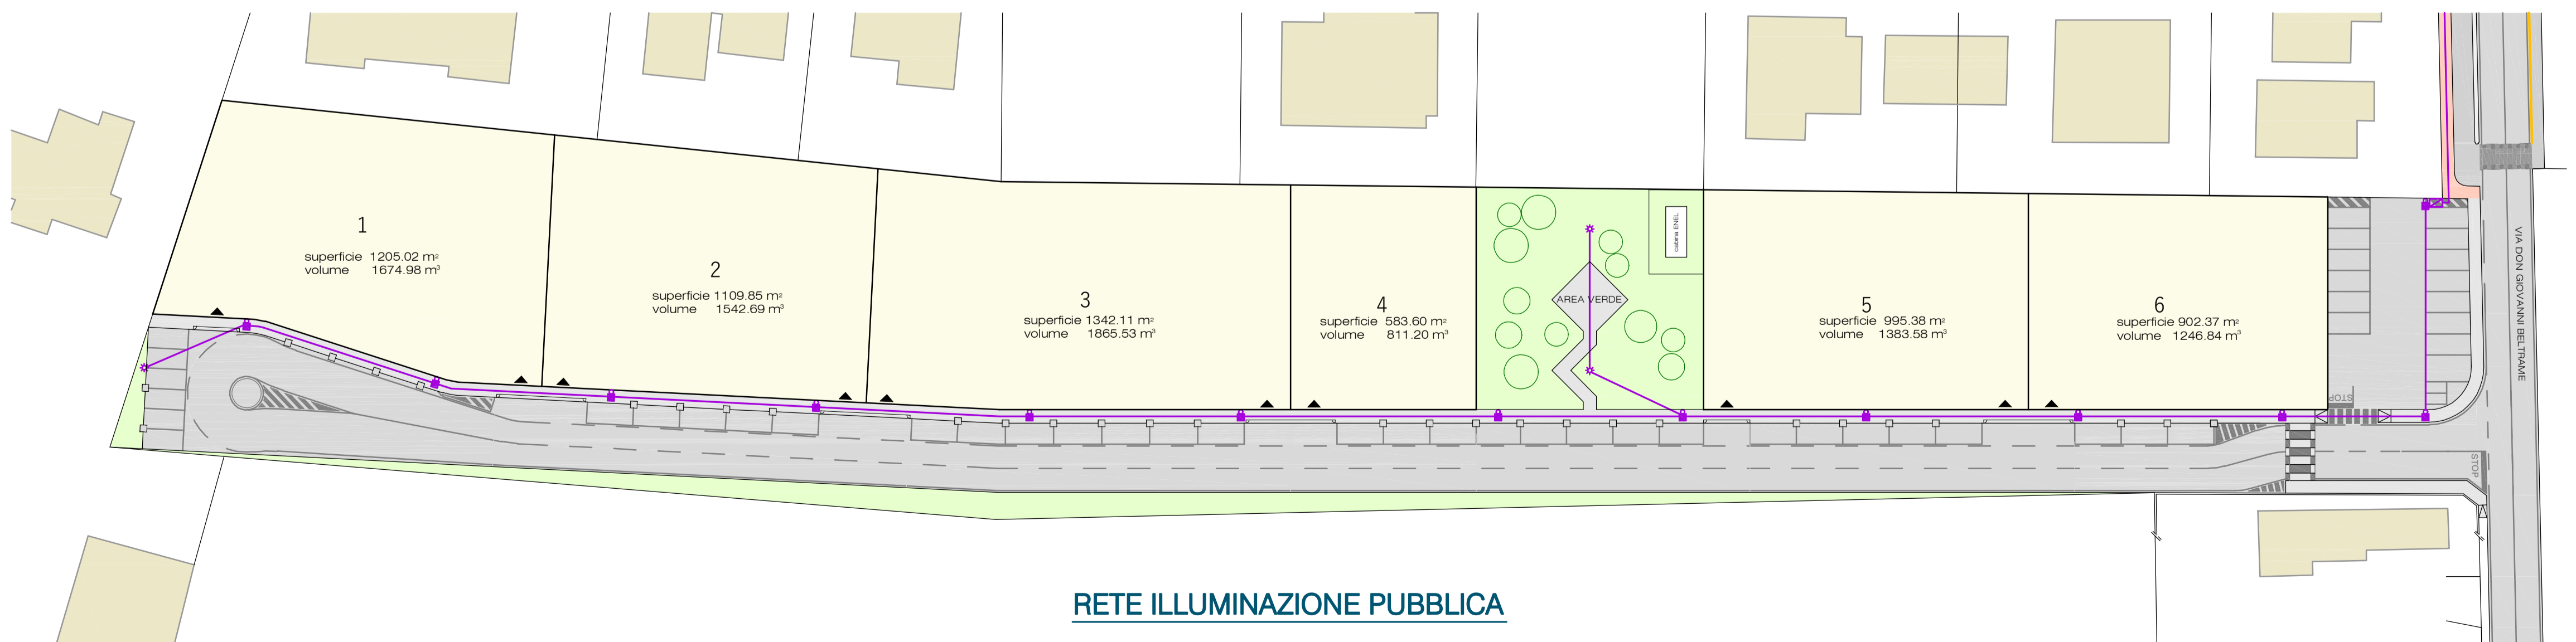 1
superficie 1205.02 m²
volume 1674.98 m³
2
superficie 1109.85 m²
volume 1542.69 m³
3
superficie 1342.11 m²
volume 1865.53 m³
4
superficie 583.60 m²
volume 811.20 m³
AREA VERDE
cabina ENEL
5
superficie 995.38 m²
volume 1383.58 m³
6
superficie 902.37 m²
volume 1246.84 m³
STOP
STOP
VIA DON GIOVANNI BELTRAME
RETE ILLUMINAZIONE PUBBLICA